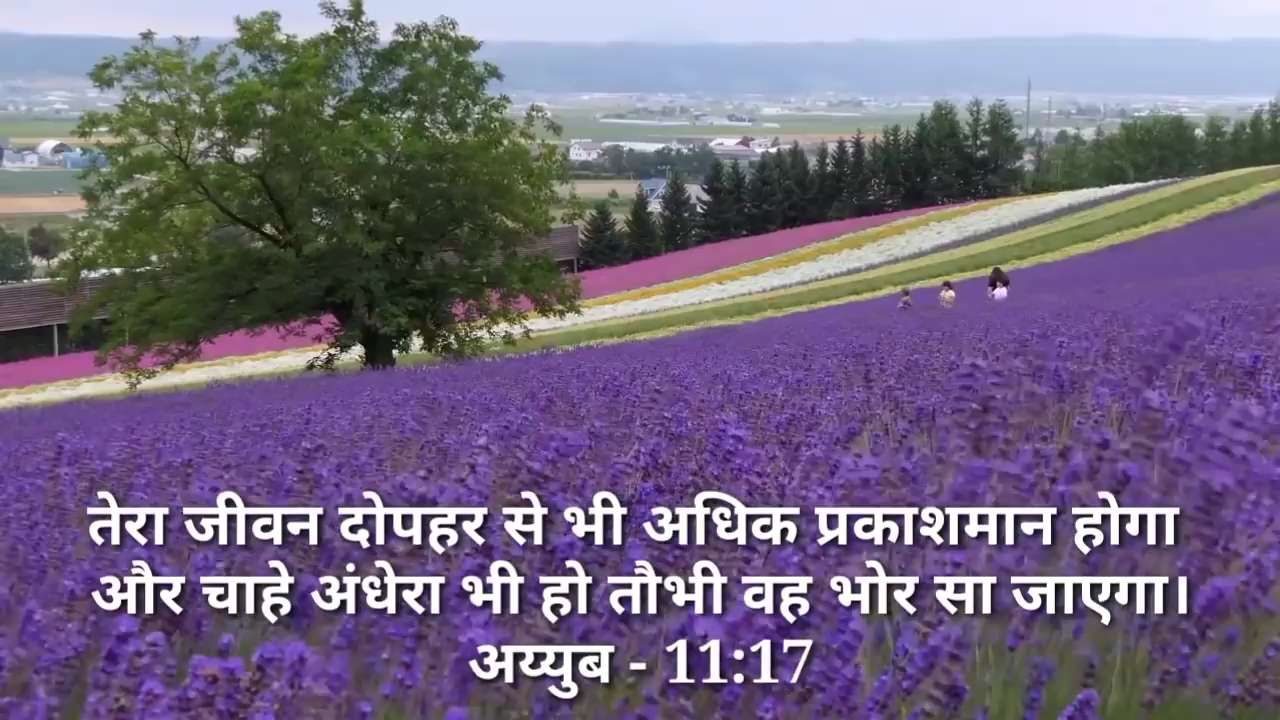 तेरा जीवन दोपहर से भी अधिक प्रकाशमान होगा
और चाहे अंधेरा भी हो तौभी वह भोर सा जाएगा।
अय्युब - 11:17